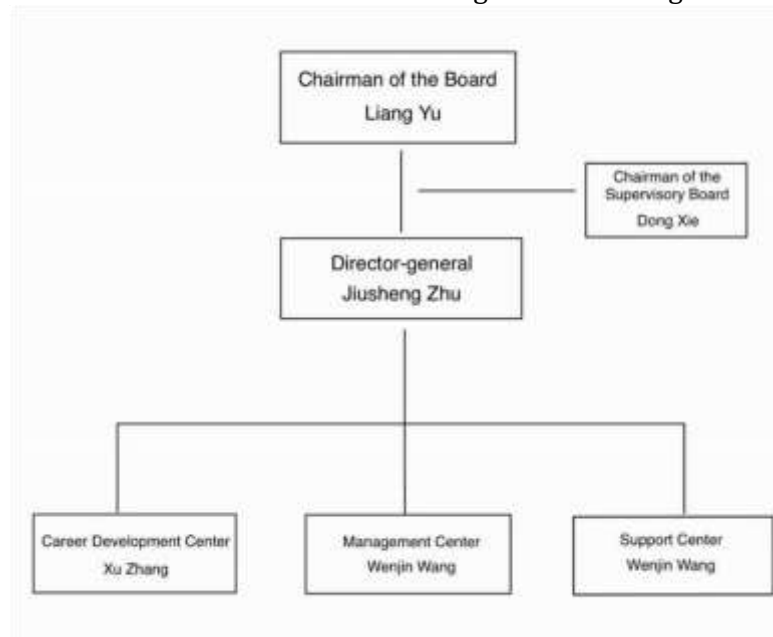 Chairman of the Board
Liang Yu
Chairman of the
Supervisory Board
Dong Xie
Director-general
Jiusheng Zhu
Career Development Center
Xu Zhang
Management Center
Wenjin Wang
Support Center
Wenjin Wang